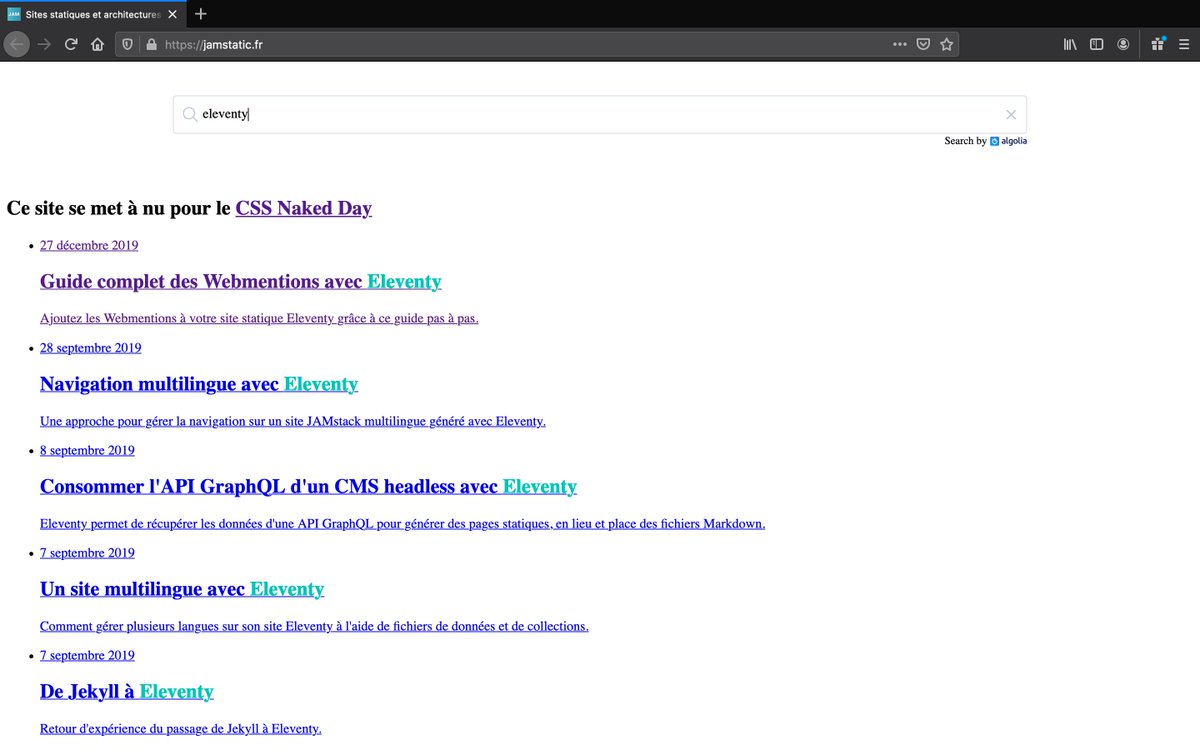 Sites statiques et architectures
https://jamstatic.fr
eleventy
Search by algolia
Ce site se met à nu pour le CSS Naked Day
27 décembre 2019
Guide complet des Webmentions avec Eleventy
Ajoutez les Webmentions à votre site statique Eleventy grâce à ce guide pas à pas.
28 septembre 2019
Navigation multilingue avec Eleventy
Une approche pour gérer la navigation sur un site JAMstack multilingue généré avec Eleventy.
8 septembre 2019
Consommer l'API GraphQL d'un CMS headless avec Eleventy
Eleventy permet de récupérer les données d'une API GraphQL pour générer des pages statiques, en lieu et place des fichiers Markdown.
7 septembre 2019
Un site multilingue avec Eleventy
Comment gérer plusieurs langues sur son site Eleventy à l'aide de fichiers de données et de collections.
7 septembre 2019
De Jekyll à Eleventy
Retour d'expérience du passage de Jekyll à Eleventy.